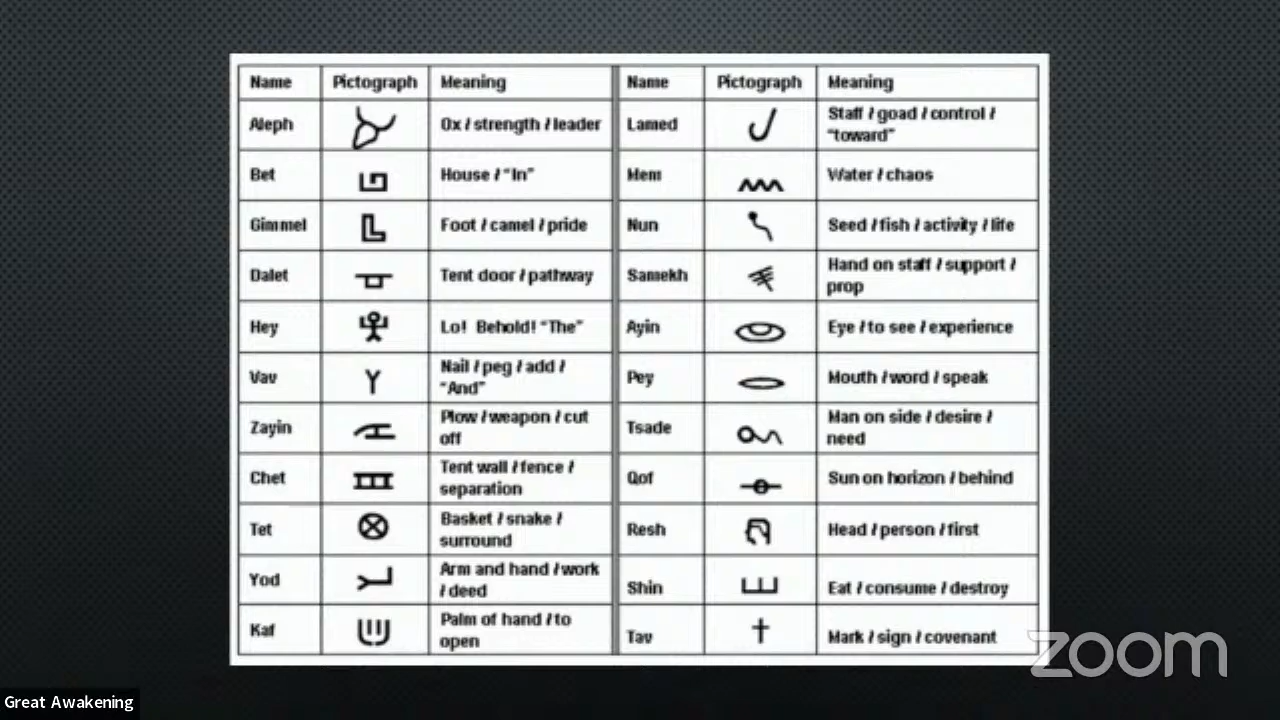 Name Pictograph Meaning Name Pictograph Meaning
Aleph Ox / strength / leader Lamed Staff / goad / control /
"toward"
Bet House / "In" Mem Water / chaos
Gimmel Foot / camel / pride Nun Seed / fish / activity / life
Dalet Tent door / pathway Samekh Hand on staff / support /
prop
Hey Lo! Behold! "The" Ayin Eye / to see / experience
Vav Nail / peg / add /
"And" Pey Mouth / word / speak
Zayin Plow / weapon / cut
off Tsade Man on side / desire /
need
Chet Tent wall / fence /
separation Qof Sun on horizon / behind
Tet Basket / snake /
surround Resh Head / person / first
Yod Arm and hand / work
/ deed Shin Eat / consume / destroy
Kaf Palm of hand / to
open Tav Mark / sign / covenant
zoom
Great Awakening